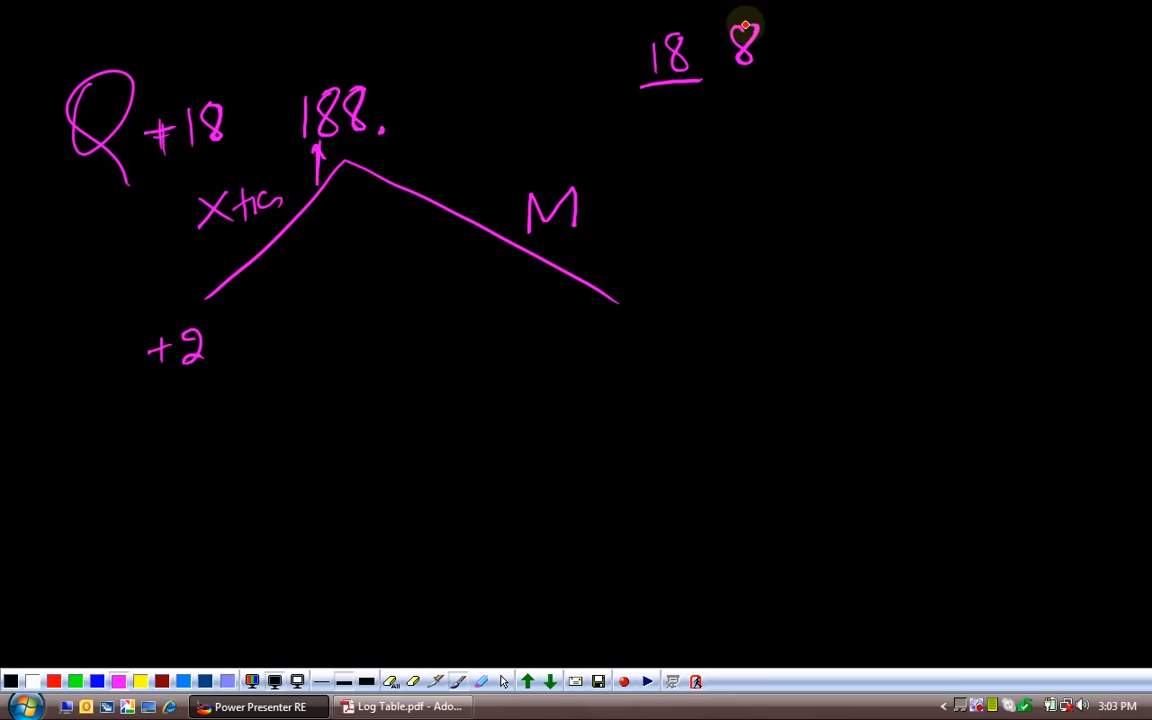 18 8
Q # 18 188.
Xtics M
+2
Power Presenter RE
Log Table.pdf - Ado...
3:03 PM